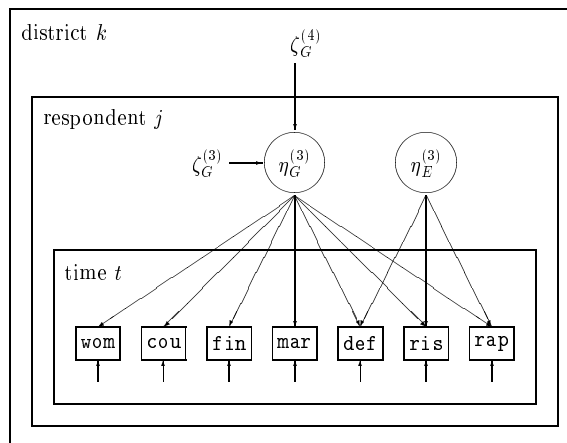 district k
ζ_G^(4)
respondent j
ζ_G^(3) η_G^(3) η_E^(3)
time t
wom cou fin mar def ris rap